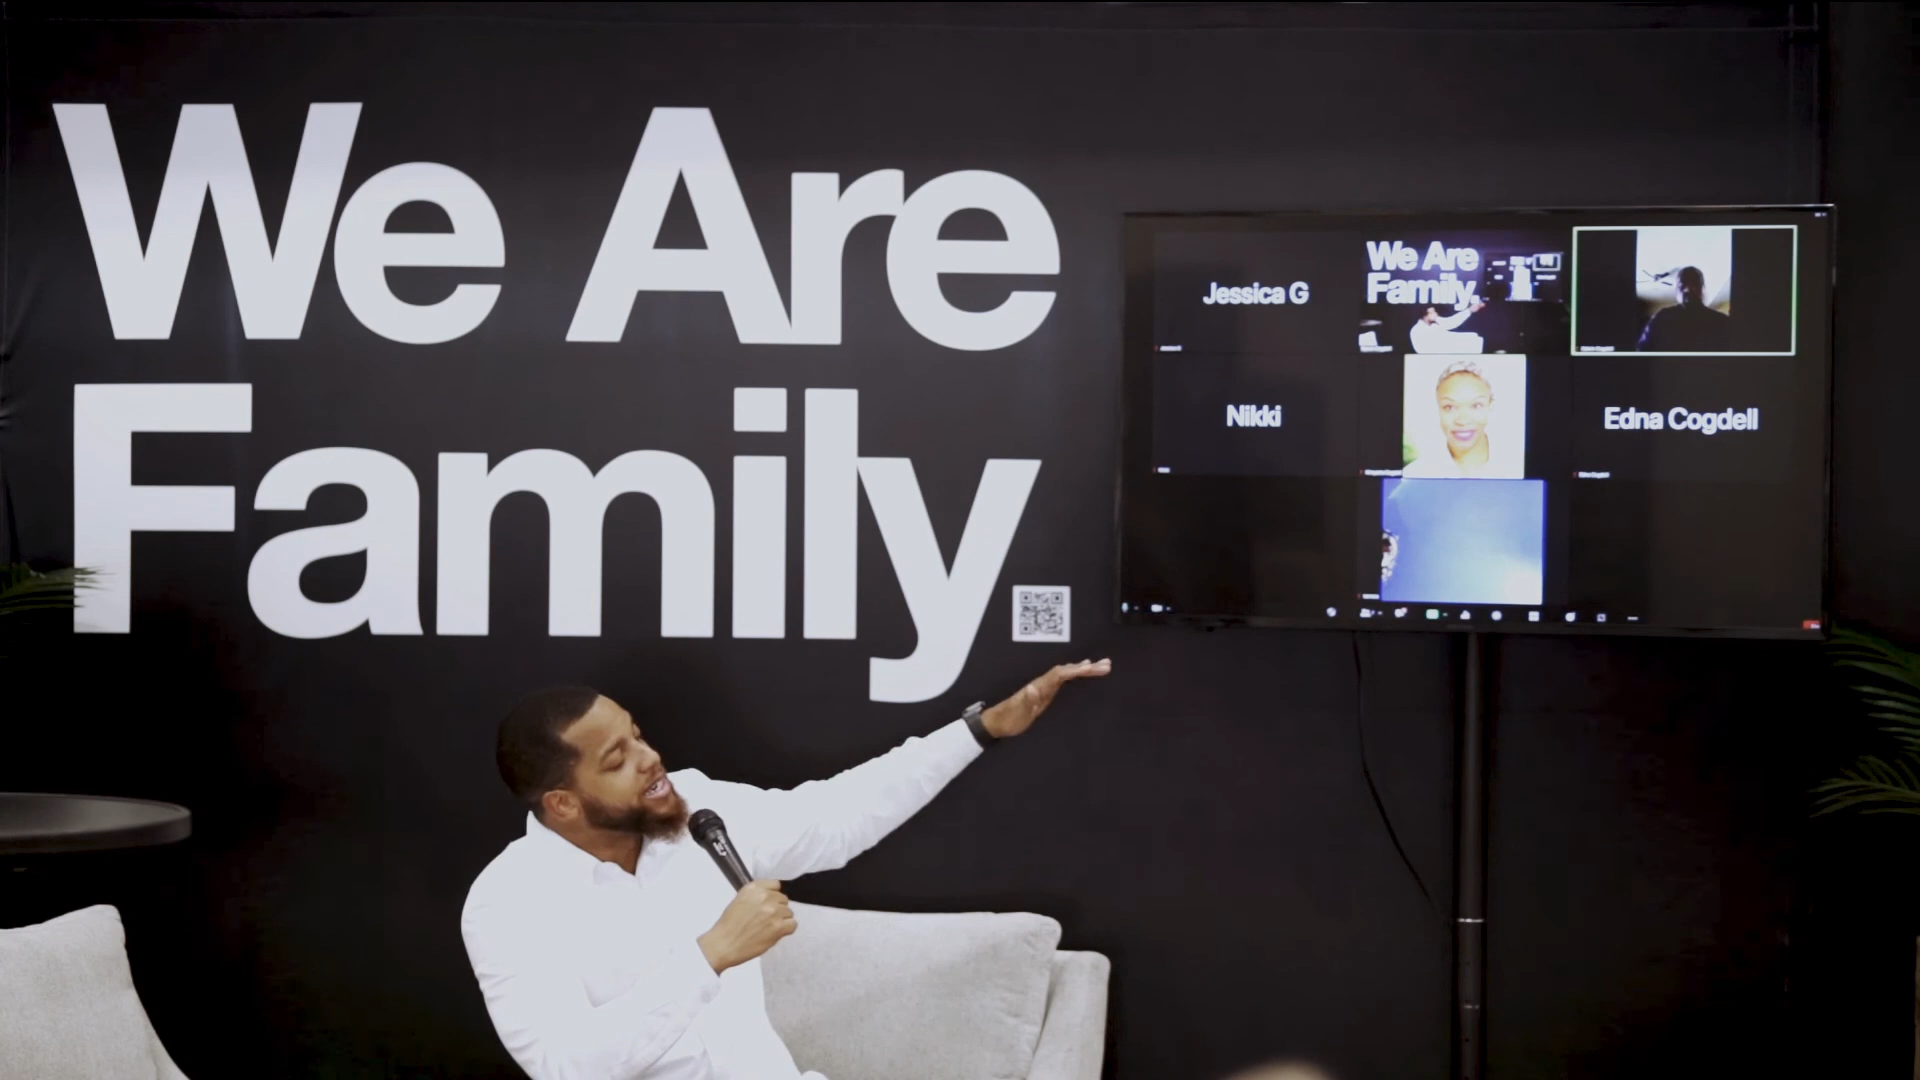 We Are
Family.
Jessica G
We Are
Family.
Nikki
Edna Cogdell